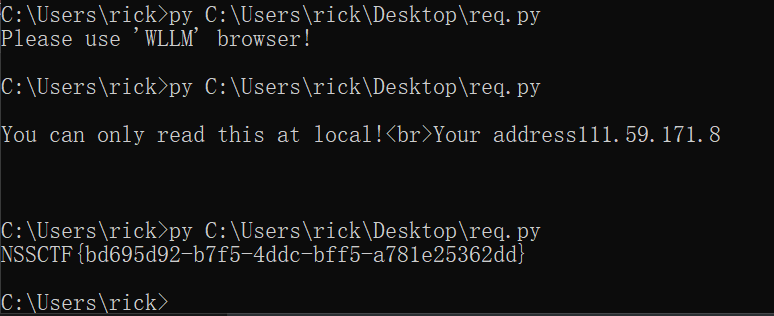 C:\Users\rick>py C:\Users\rick\Desktop\req.py
Please use 'WLLM' browser!
C:\Users\rick>py C:\Users\rick\Desktop\req.py
You can only read this at local!<br>Your address111.59.171.8
C:\Users\rick>py C:\Users\rick\Desktop\req.py
NSSCTF{bd695d92-b7f5-4ddc-bff5-a781e25362dd}
C:\Users\rick>